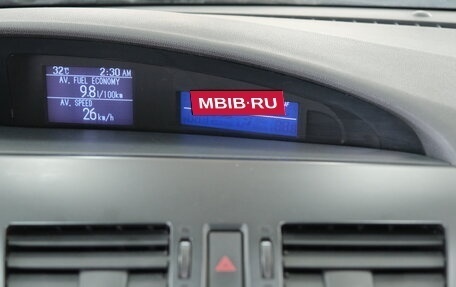 32°C 2:30 AM
AV. FUEL ECONOMY
9.8 l/100km
AV. SPEED
26 km/h
MBIB·RU